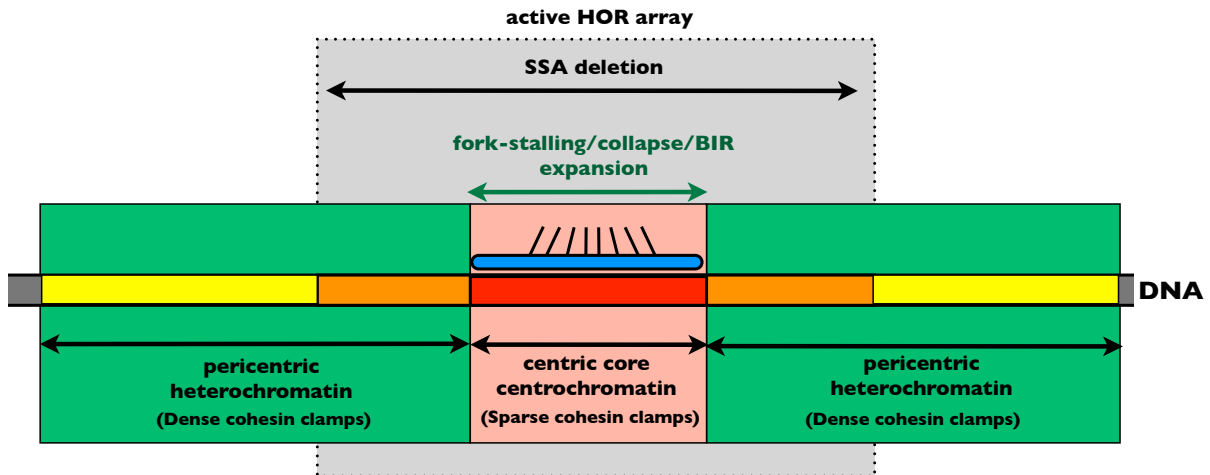 active HOR array
SSA deletion
fork-stalling/collapse/BIR
expansion
DNA
pericentric
heterochromatin
(Dense cohesin clamps)
centric core
centrochromatin
(Sparse cohesin clamps)
pericentric
heterochromatin
(Dense cohesin clamps)